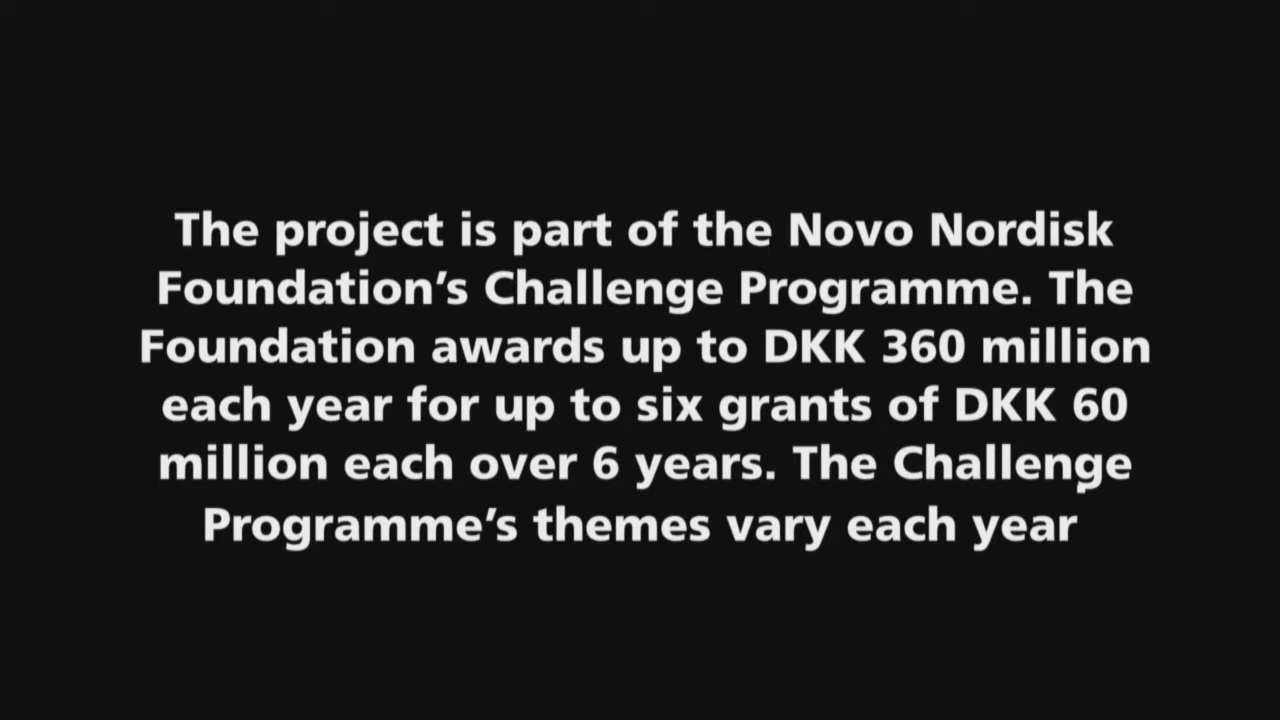 The project is part of the Novo Nordisk
Foundation’s Challenge Programme. The
Foundation awards up to DKK 360 million
each year for up to six grants of DKK 60
million each over 6 years. The Challenge
Programme’s themes vary each year